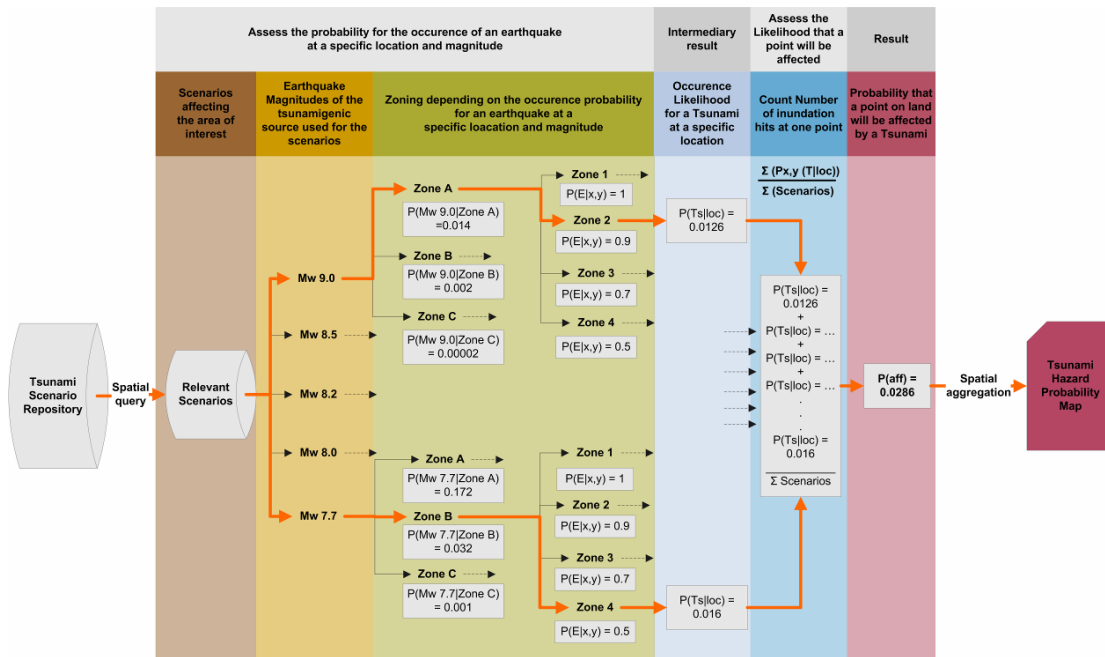 Assess the probability for the occurence of an earthquake
at a specific location and magnitude
Intermediary
result
Assess the
Likelihood that a
point will be
affected
Result
Scenarios
affecting
the area of
interest
Earthquake
Magnitudes of the
tsunamigenic
source used for the
scenarios
Zoning depending on the occurence probability
for an earthquake at a
specific loacation and magnitude
Occurence
Likelihood
for a Tsunami
at a specific
location
Count Number
of inundation
hits at one point
Probability that
a point on land
will be affected
by a Tsunami
Tsunami
Scenario
Repository
Spatial
query
Relevant
Scenarios
Mw 9.0
Mw 8.5
Mw 8.2
Mw 8.0
Mw 7.7
Zone A
P(Mw 9.0|Zone A)
=0.014
Zone B
P(Mw 9.0|Zone B)
= 0.002
Zone C
P(Mw 9.0|Zone C)
= 0.00002
Zone 1
P(E|x,y) = 1
Zone 2
P(E|x,y) = 0.9
Zone 3
P(E|x,y) = 0.7
Zone 4
P(E|x,y) = 0.5
Zone A
P(Mw 7.7|Zone A)
= 0.172
Zone B
P(Mw 7.7|Zone B)
= 0.032
Zone C
P(Mw 7.7|Zone C)
= 0.001
Zone 1
P(E|x,y) = 1
Zone 2
P(E|x,y) = 0.9
Zone 3
P(E|x,y) = 0.7
Zone 4
P(E|x,y) = 0.5
P(Ts|loc) =
0.0126
P(Ts|loc) =
0.016
Σ (Px,y (T|loc))
Σ (Scenarios)
P(Ts|loc) =
0.0126
+
P(Ts|loc) = ...
+
P(Ts|loc) = ...
+
P(Ts|loc) = ...
.
.
P(Ts|loc) =
0.016
Σ Scenarios
P(aff) =
0.0286
Spatial
aggregation
Tsunami
Hazard
Probability
Map